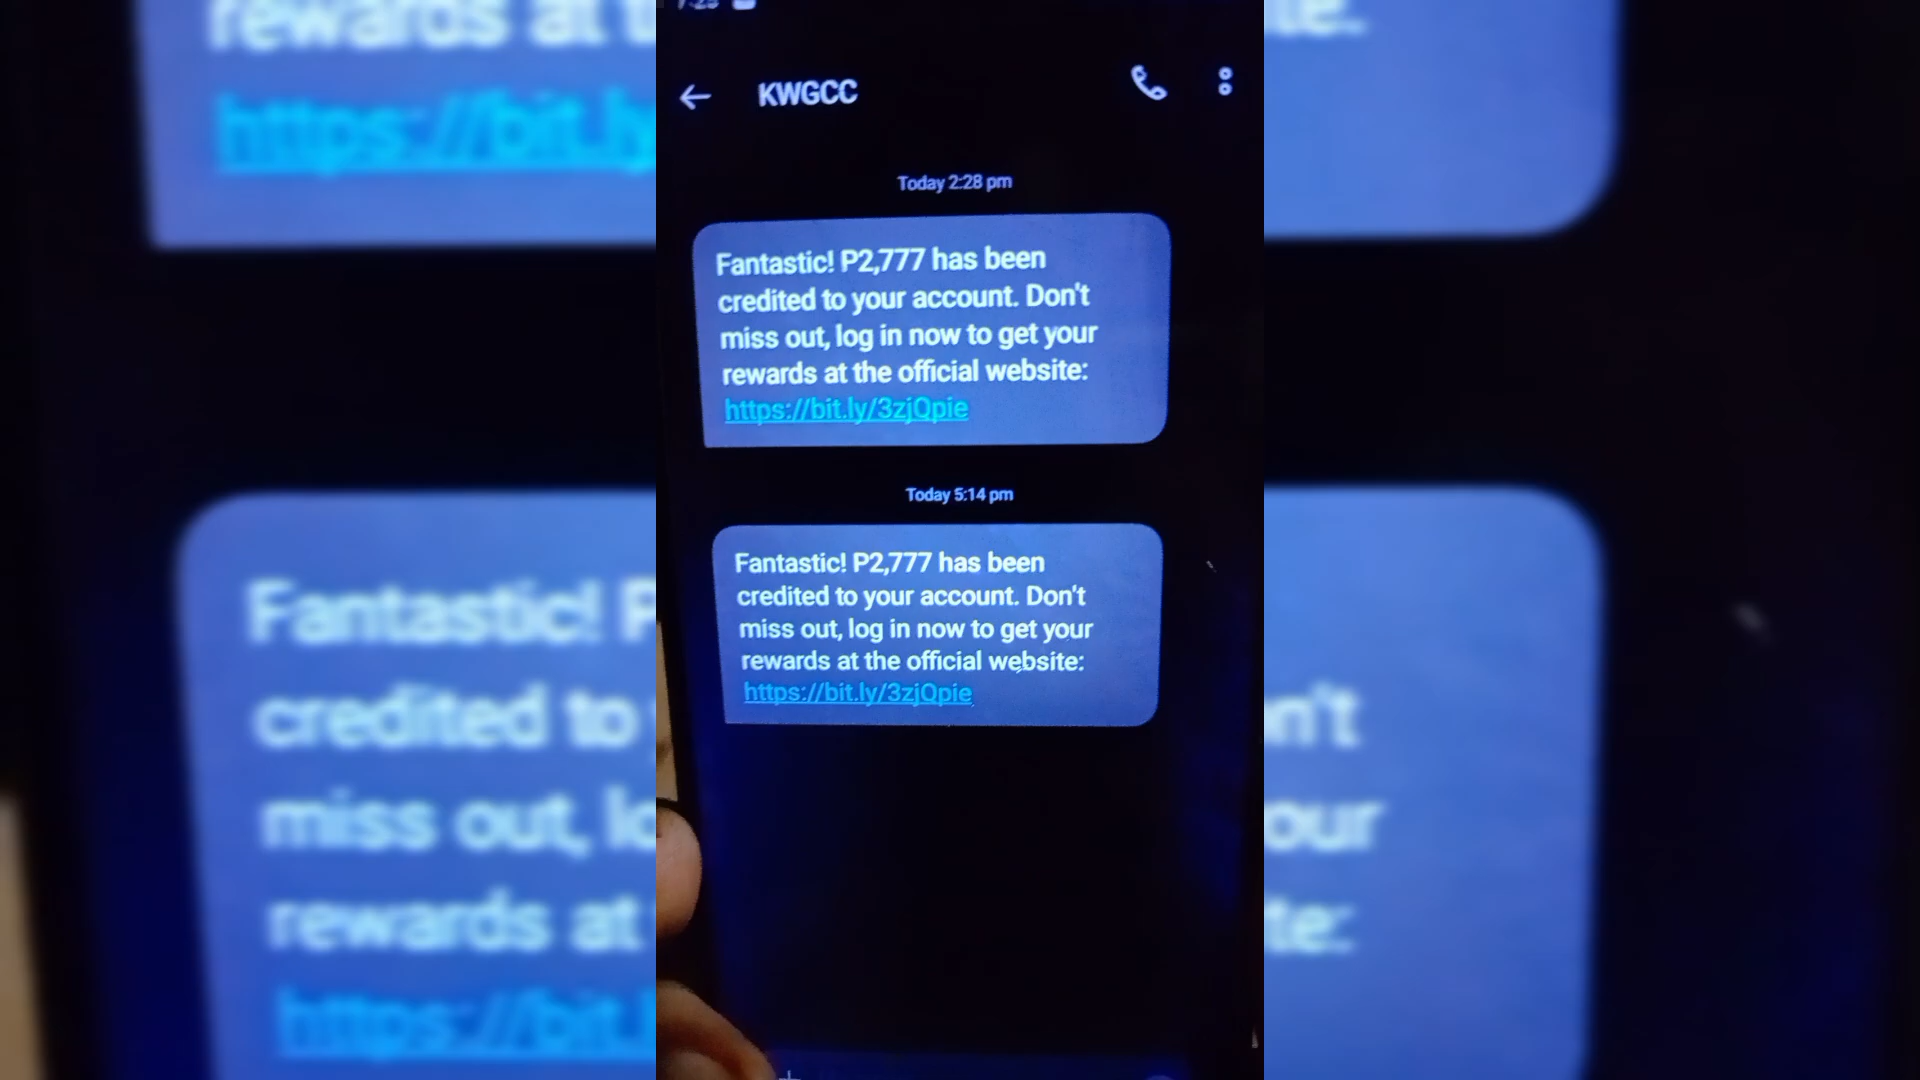 KWGCC
Today 2:28 pm
Fantastic! P2,777 has been
credited to your account. Don't
miss out, log in now to get your
rewards at the official website:
https://bit.ly/3zjQpie
Today 5:14 pm
Fantastic! P2,777 has been
credited to your account. Don't
miss out, log in now to get your
rewards at the official website:
https://bit.ly/3zjQpie